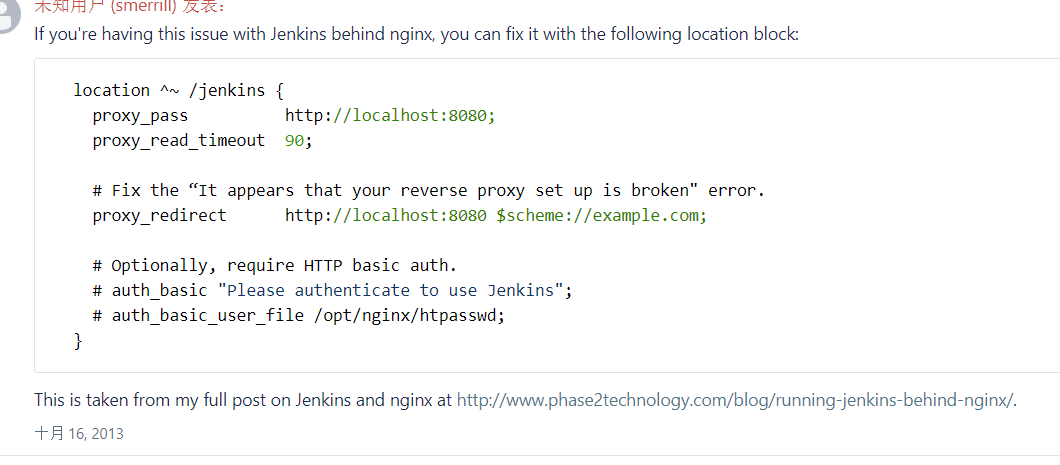 未知用户 (smerrill) 发表：
If you're having this issue with Jenkins behind nginx, you can fix it with the following location block:
location ^~ /jenkins {
  proxy_pass          http://localhost:8080;
  proxy_read_timeout  90;
  # Fix the “It appears that your reverse proxy set up is broken" error.
  proxy_redirect      http://localhost:8080 $scheme://example.com;
  # Optionally, require HTTP basic auth.
  # auth_basic "Please authenticate to use Jenkins";
  # auth_basic_user_file /opt/nginx/htpasswd;
}
This is taken from my full post on Jenkins and nginx at http://www.phase2technology.com/blog/running-jenkins-behind-nginx/.
十月 16, 2013